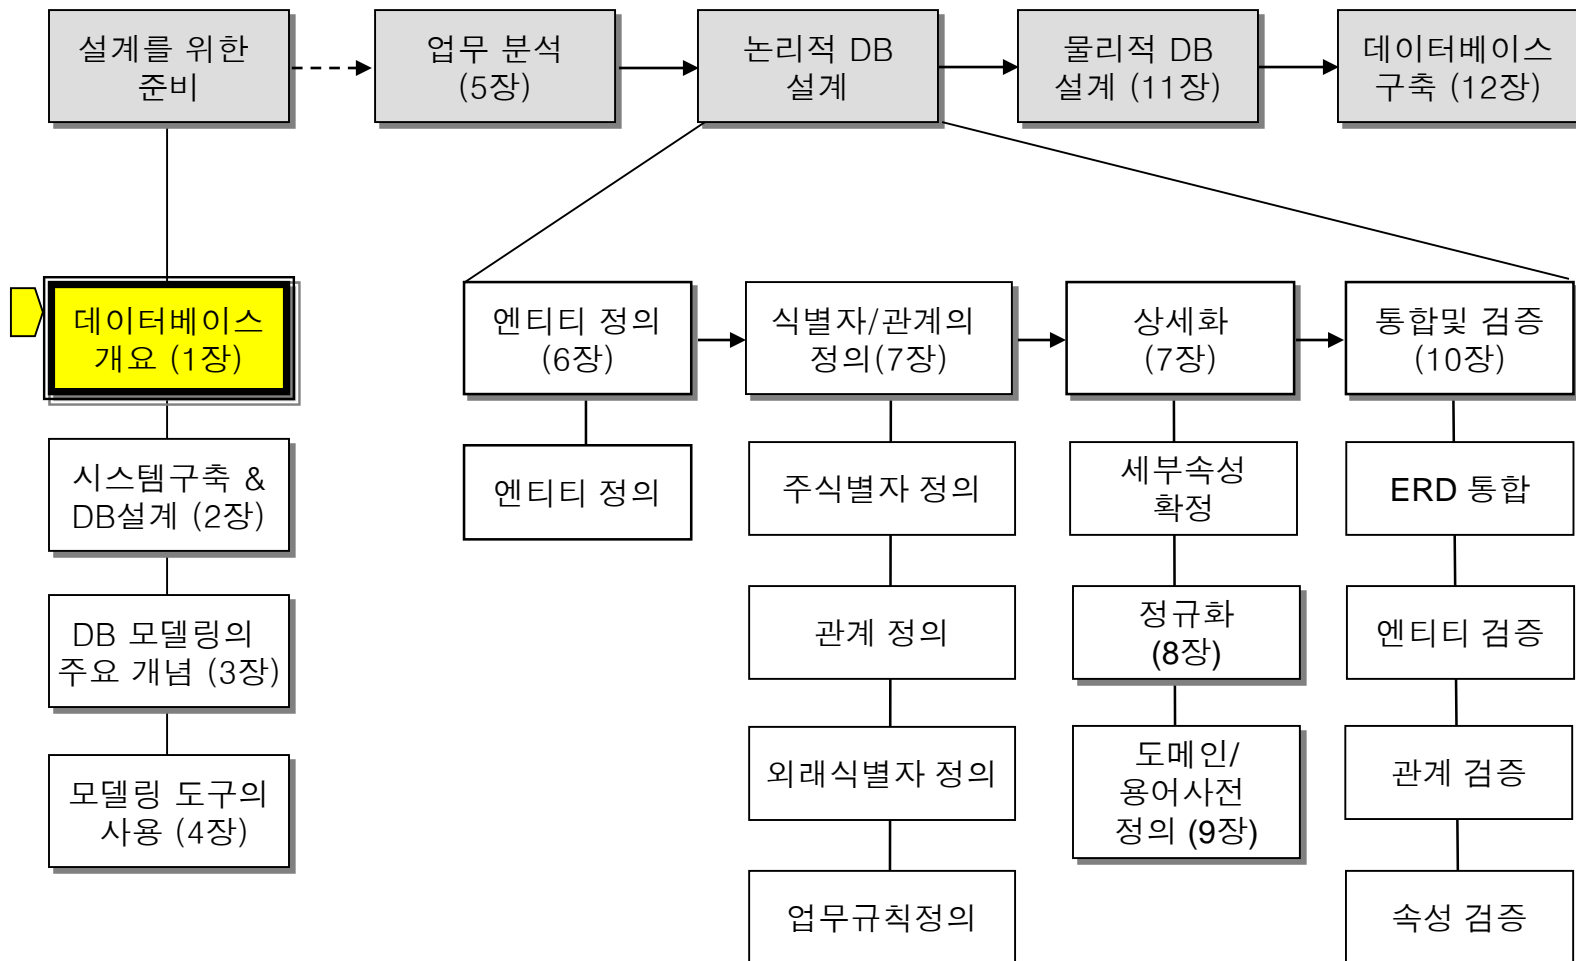 설계를 위한
준비
업무 분석
(5장)
논리적 DB
설계
물리적 DB
설계 (11장)
데이터베이스
구축 (12장)
데이터베이스
개요 (1장)
엔티티 정의
(6장)
식별자/관계의
정의(7장)
상세화
(7장)
통합및 검증
(10장)
시스템구축 &
DB설계 (2장)
엔티티 정의
주식별자 정의
세부속성
확정
ERD 통합
DB 모델링의
주요 개념 (3장)
관계 정의
정규화
(8장)
엔티티 검증
모델링 도구의
사용 (4장)
외래식별자 정의
도메인/
용어사전
정의 (9장)
관계 검증
업무규칙정의
속성 검증